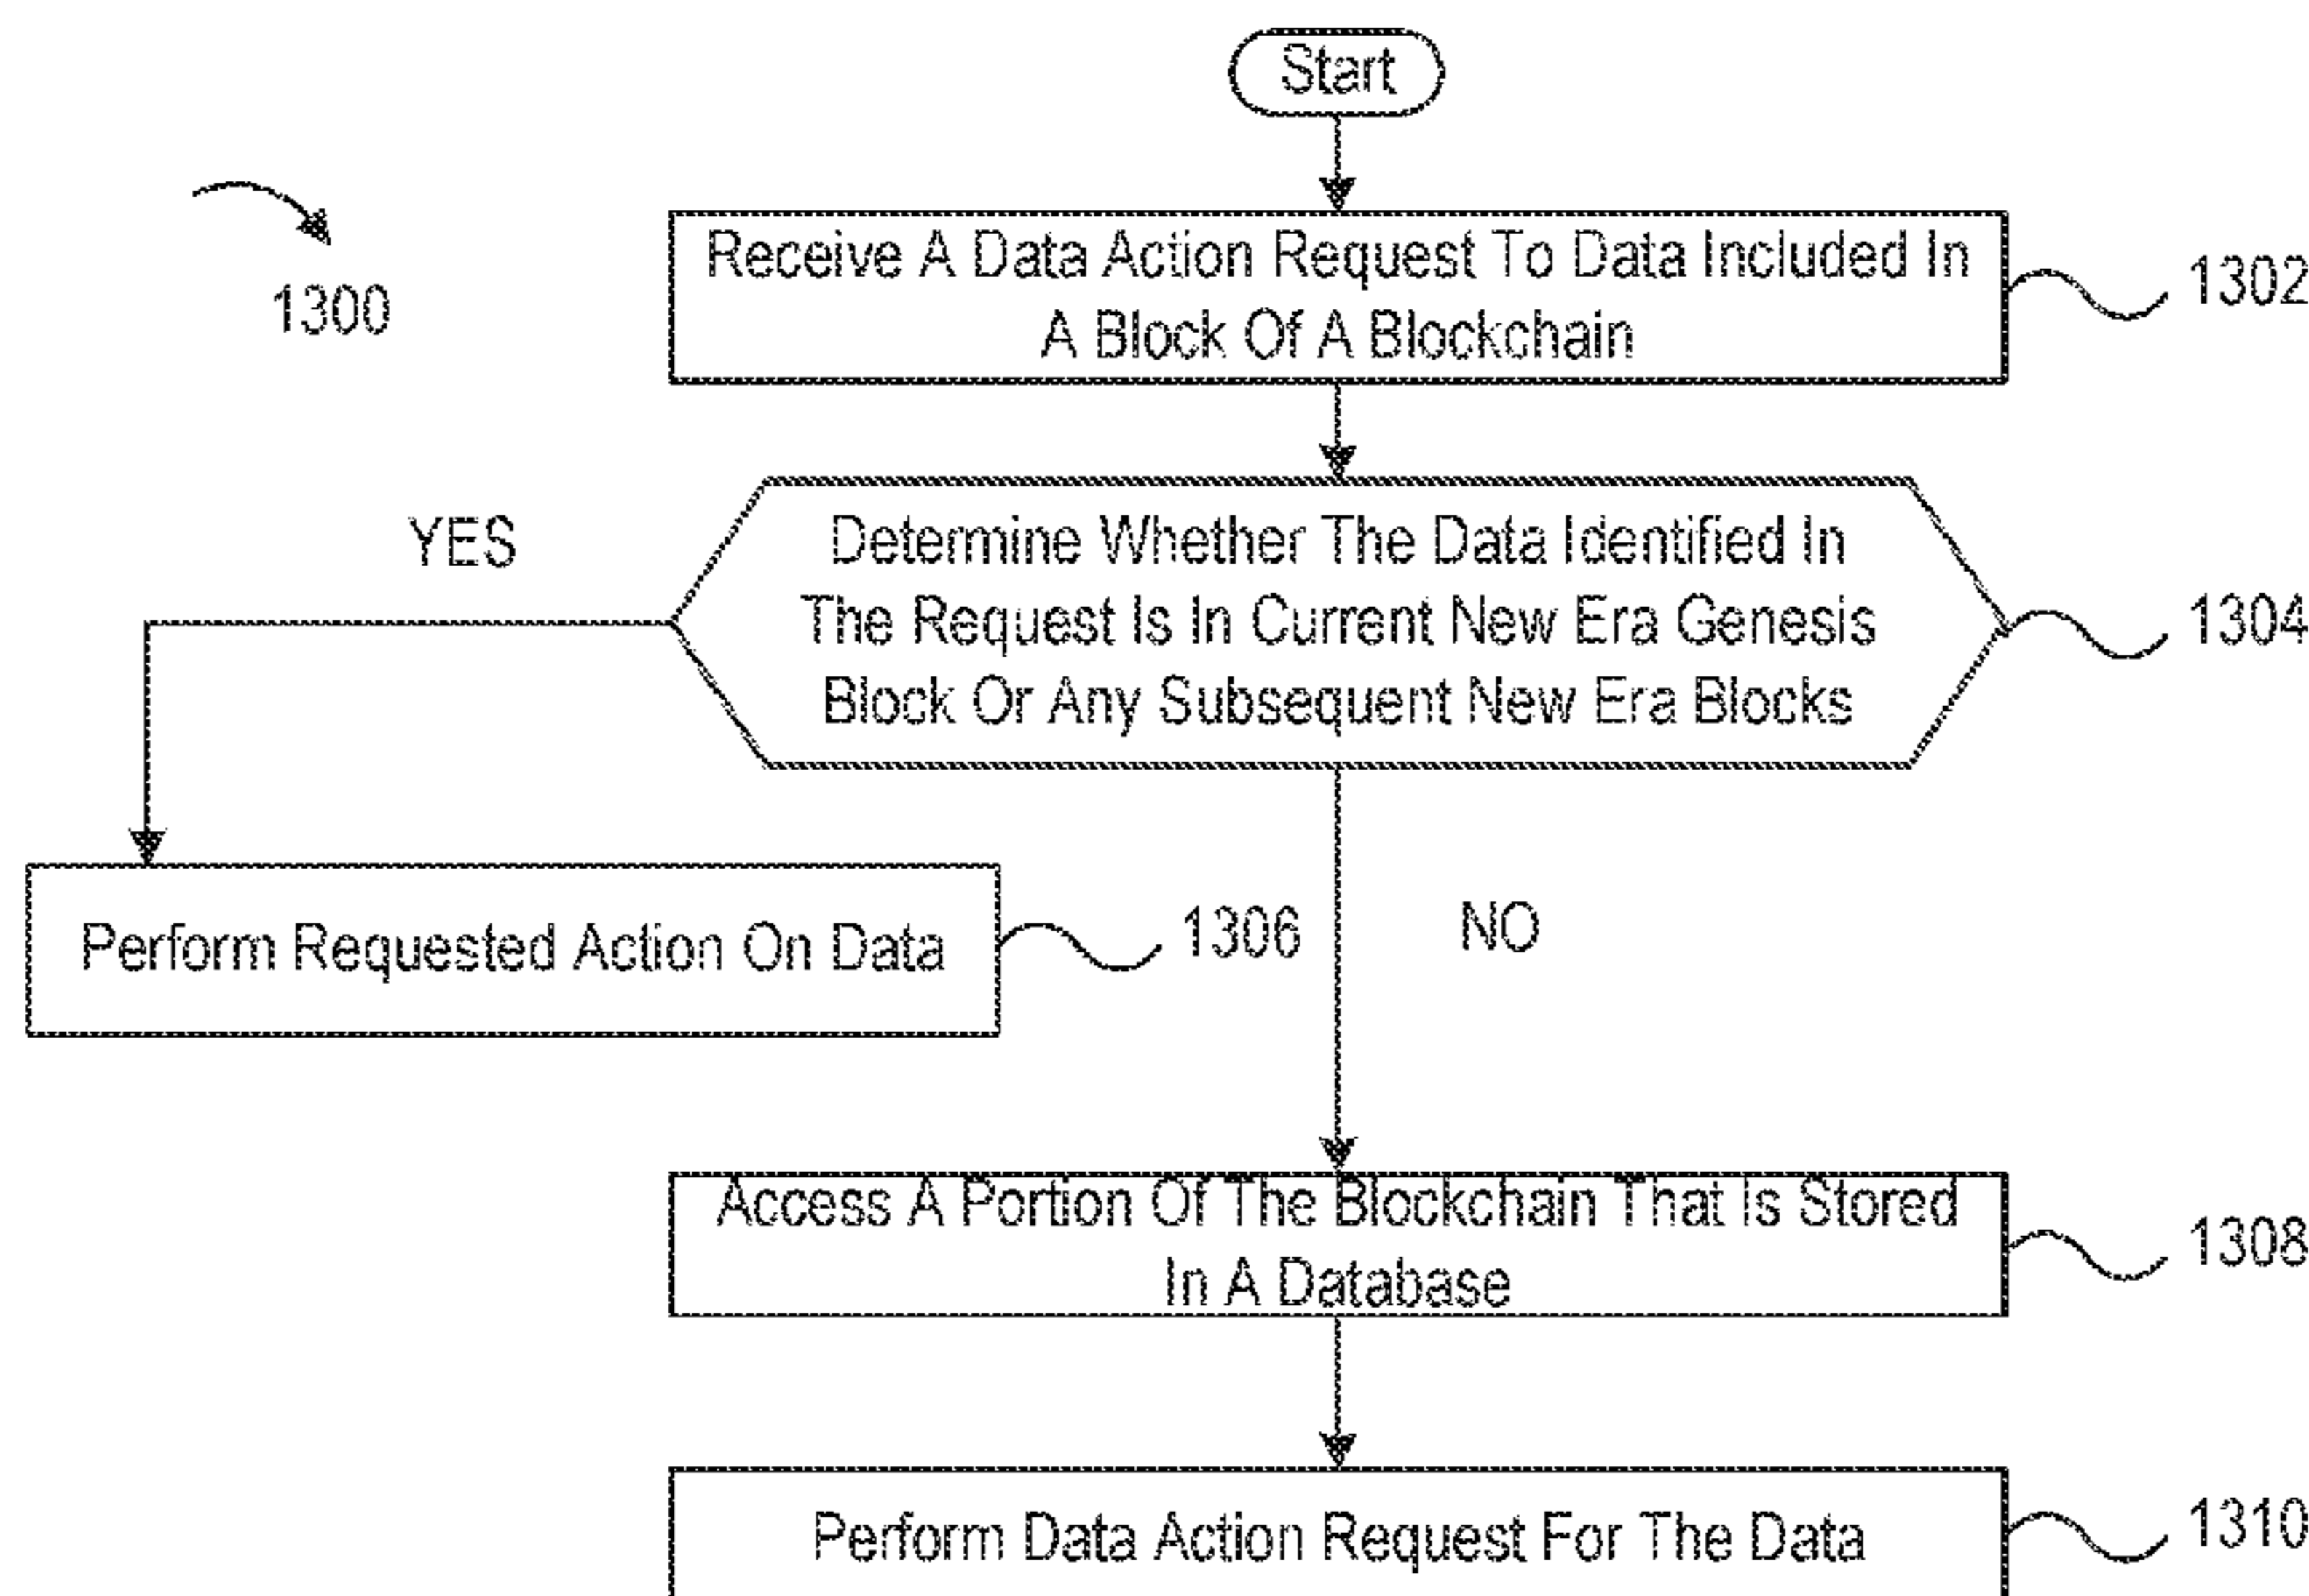 Start
1300
Receive A Data Action Request To Data Included In
A Block Of A Blockchain
1302
YES
Determine Whether The Data Identified In
The Request Is In Current New Era Genesis
Block Or Any Subsequent New Era Blocks
1304
Perform Requested Action On Data
1306
NO
Access A Portion Of The Blockchain That Is Stored
In A Database
1308
Perform Data Action Request For The Data
1310